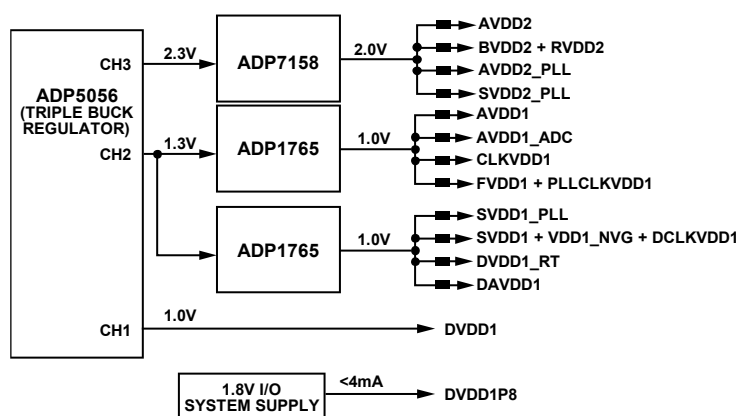 ADP5056
(TRIPLE BUCK
REGULATOR)
CH3
2.3V
ADP7158
2.0V
AVDD2
BVDD2 + RVDD2
AVDD2_PLL
SVDD2_PLL
CH2
1.3V
ADP1765
1.0V
AVDD1
AVDD1_ADC
CLKVDD1
FVDD1 + PLLCLKVDD1
ADP1765
1.0V
SVDD1_PLL
SVDD1 + VDD1_NVG + DCLKVDD1
DVDD1_RT
DAVDD1
CH1
1.0V
DVDD1
1.8V I/O
SYSTEM SUPPLY
<4mA
DVDD1P8